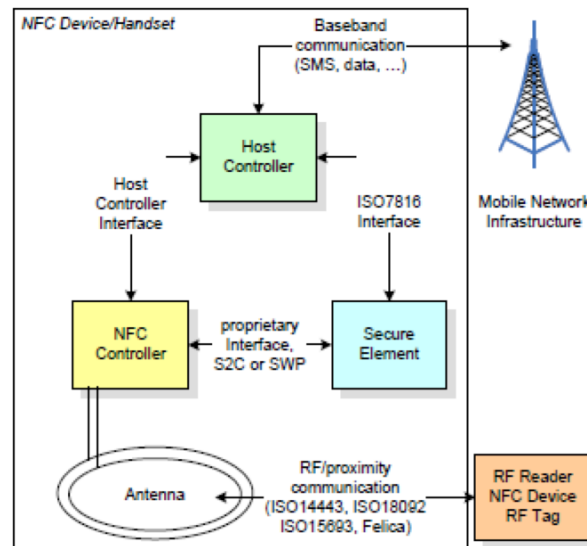 NFC Device/Handset
Baseband
communication
(SMS, data, ...)
Host
Controller
Host
Controller
Interface
ISO7816
Interface
Mobile Network
Infrastructure
NFC
Controller
proprietary
Interface,
S2C or SWP
Secure
Element
Antenna
RF/proximity
communication
(ISO14443, ISO18092
ISO15693, Felica)
RF Reader
NFC Device
RF Tag